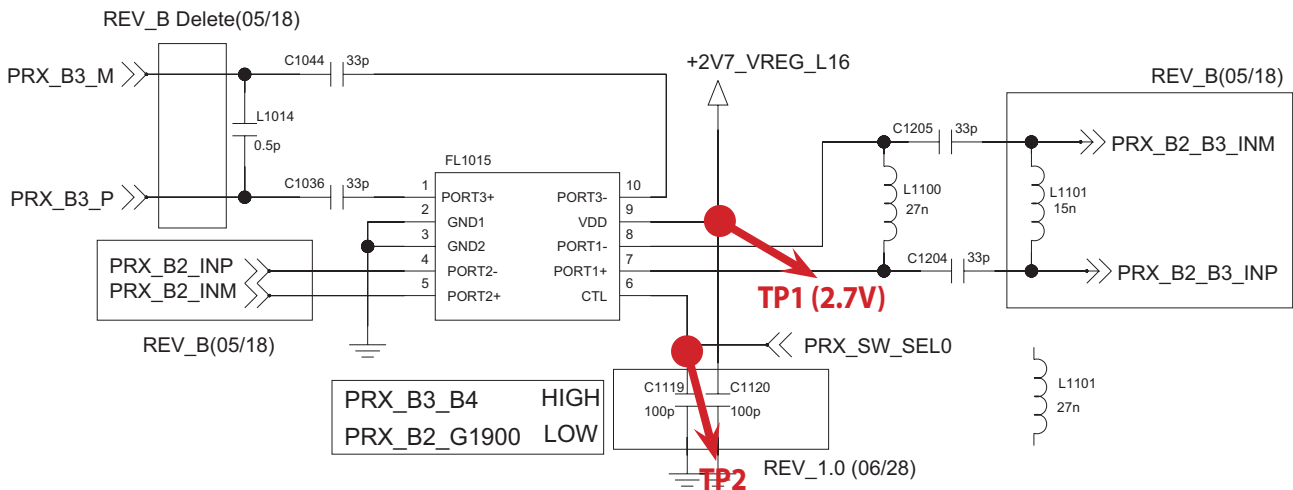 REV_B Delete(05/18)
PRX_B3_M
C1044 33p
L1014
0.5p
PRX_B3_P
C1036 33p
FL1015
1 PORT3+ PORT3- 10
2 GND1 VDD 9
3 GND2 PORT1- 8
4 PORT2- PORT1+ 7
5 PORT2+ CTL 6
PRX_B2_INP
PRX_B2_INM
REV_B(05/18)
+2V7_VREG_L16
TP1 (2.7V)
C1205 33p
L1100
27n
C1204 33p
REV_B(05/18)
PRX_B2_B3_INM
L1101
15n
PRX_B2_B3_INP
PRX_SW_SEL0
PRX_B3_B4 HIGH
PRX_B2_G1900 LOW
C1119 C1120
100p 100p
TP2
REV_1.0 (06/28)
L1101
27n